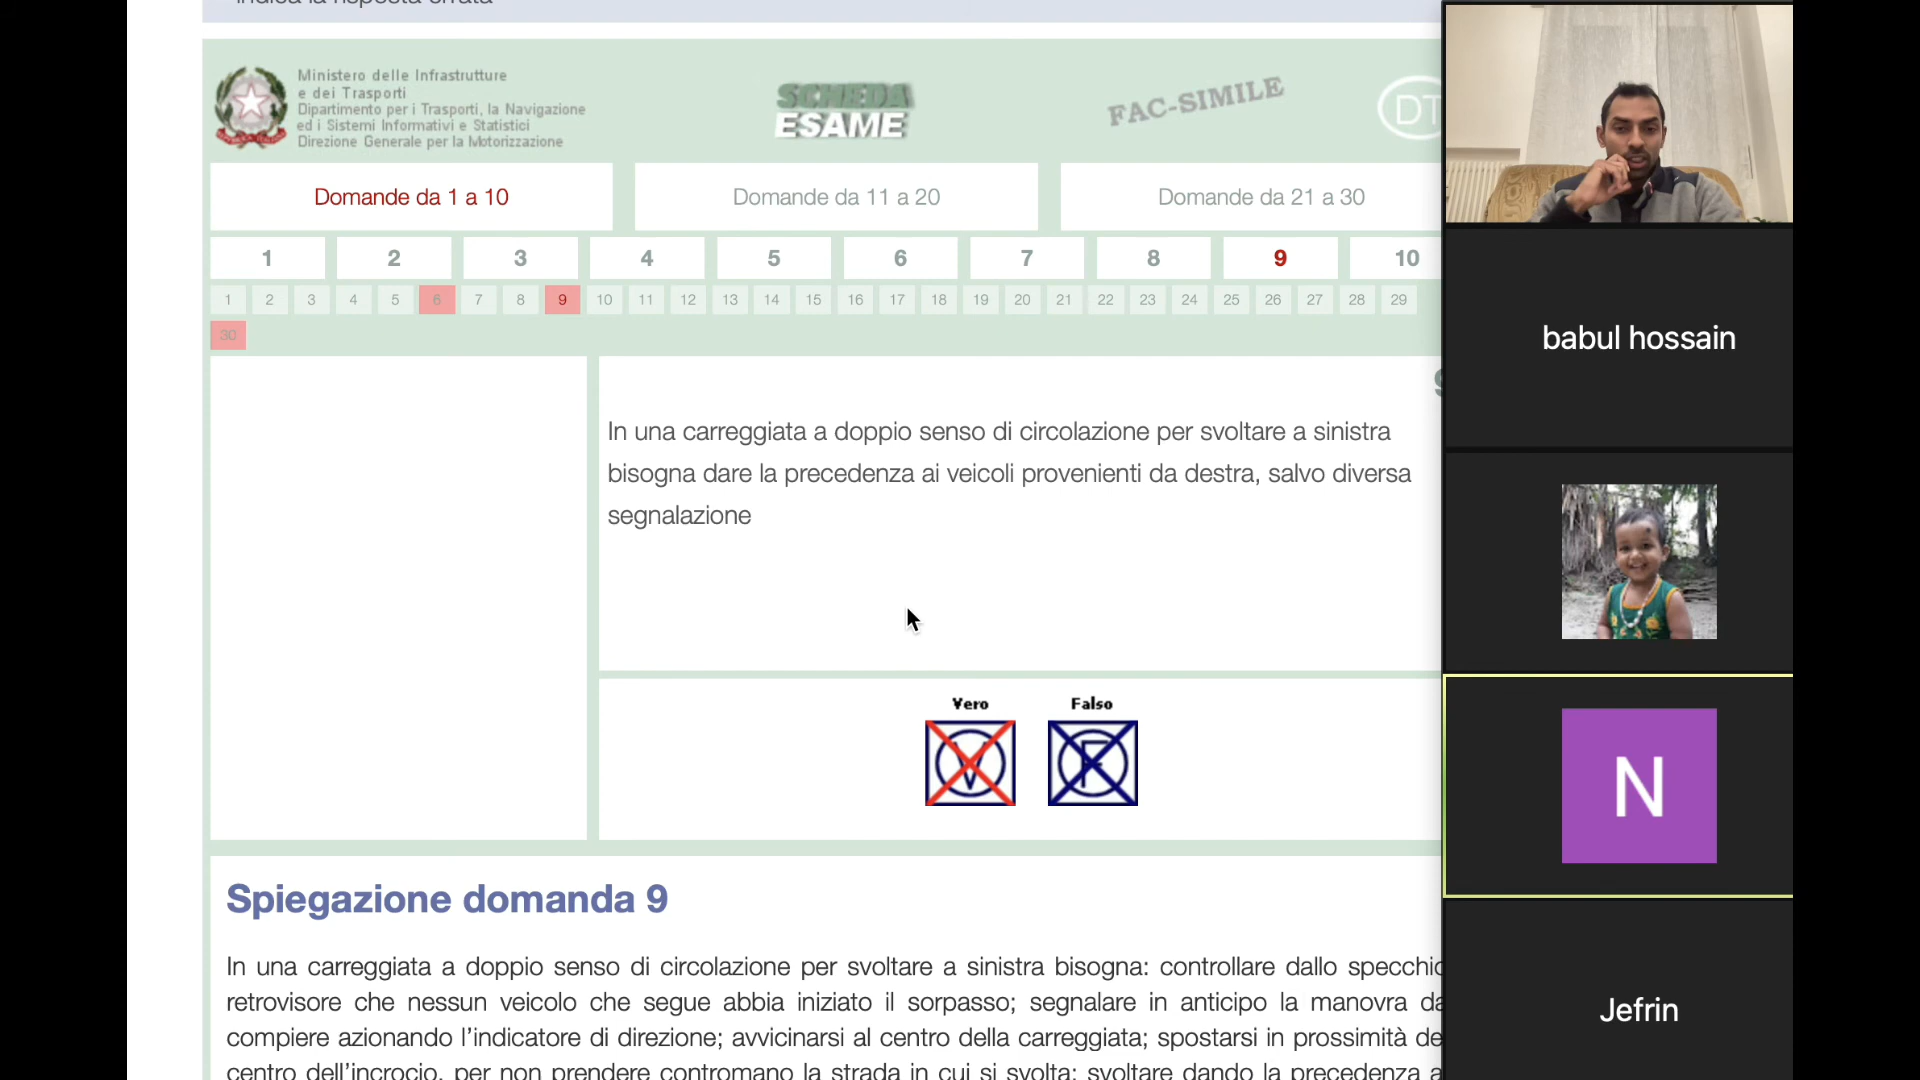 indica la risposta errata
Ministero delle Infrastrutture
e dei Trasporti
Dipartimento per i Trasporti, la Navigazione
ed i Sistemi Informativi e Statistici
Direzione Generale per la Motorizzazione
SCHEDA
ESAME
FAC-SIMILE
DT
Domande da 1 a 10
Domande da 11 a 20
Domande da 21 a 30
1 2 3 4 5 6 7 8 9 10
1 2 3 4 5 6 7 8 9 10 11 12 13 14 15 16 17 18 19 20 21 22 23 24 25 26 27 28 29
30
In una carreggiata a doppio senso di circolazione per svoltare a sinistra
bisogna dare la precedenza ai veicoli provenienti da destra, salvo diversa
segnalazione
Vero Falso
V F
Spiegazione domanda 9
In una carreggiata a doppio senso di circolazione per svoltare a sinistra bisogna: controllare dallo specchio
retrovisore che nessun veicolo che segue abbia iniziato il sorpasso; segnalare in anticipo la manovra da
compiere azionando l'indicatore di direzione; avvicinarsi al centro della carreggiata; spostarsi in prossimità de
centro dell'incrocio, per non prendere contromano la strada in cui si svolta; svoltare dando la precedenza a
babul hossain
N
Jefrin